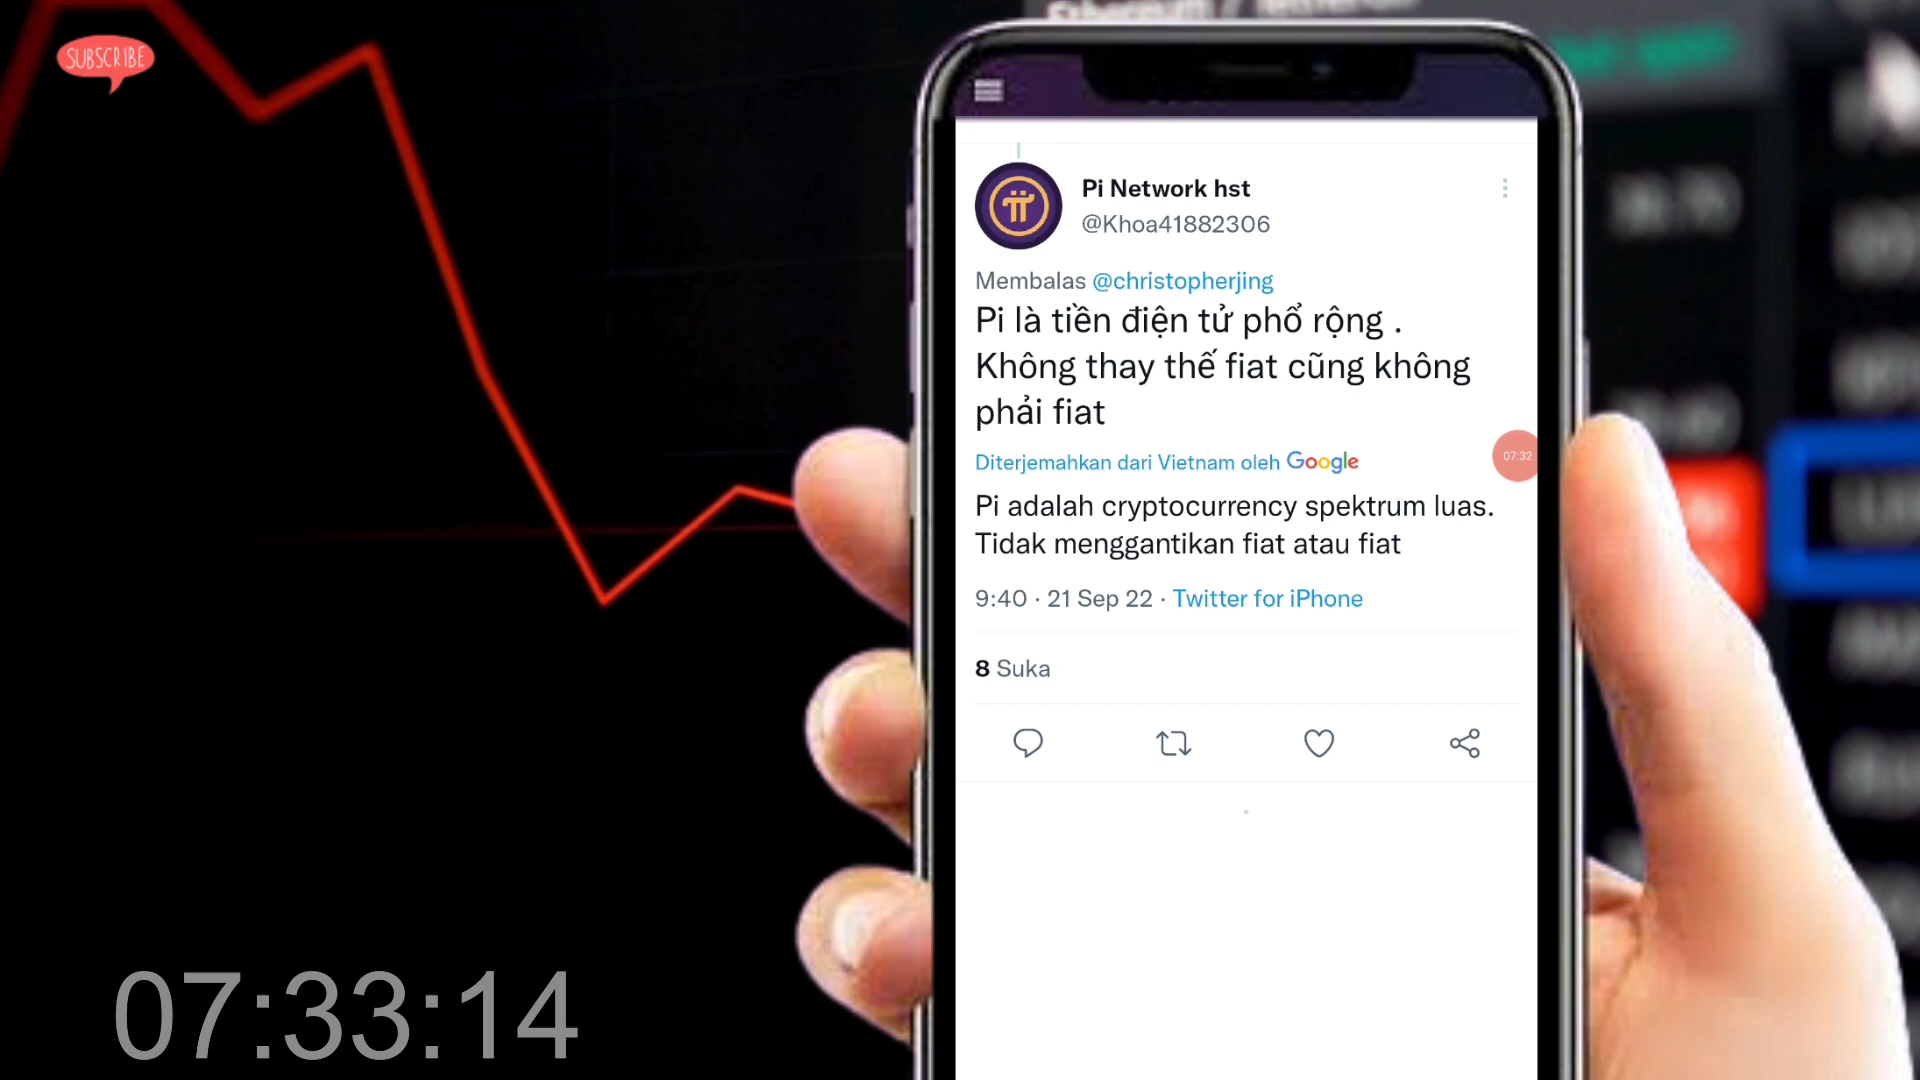 SUBSCRIBE
Pi Network hst
@Khoa41882306
Membalas @christopherjing
Pi là tiền điện tử phổ rộng .
Không thay thế fiat cũng không
phải fiat
Diterjemahkan dari Vietnam oleh Google
07:32
Pi adalah cryptocurrency spektrum luas.
Tidak menggantikan fiat atau fiat
9:40 · 21 Sep 22 · Twitter for iPhone
8 Suka
07:33:14